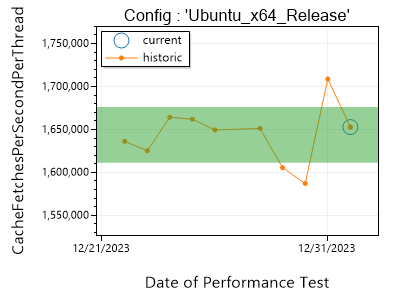 Config : 'Ubuntu_x64_Release'
CacheFetchesPerSecondPerThread
1,750,000
1,700,000
1,650,000
1,600,000
1,550,000
current
historic
12/21/2023
12/31/2023
Date of Performance Test